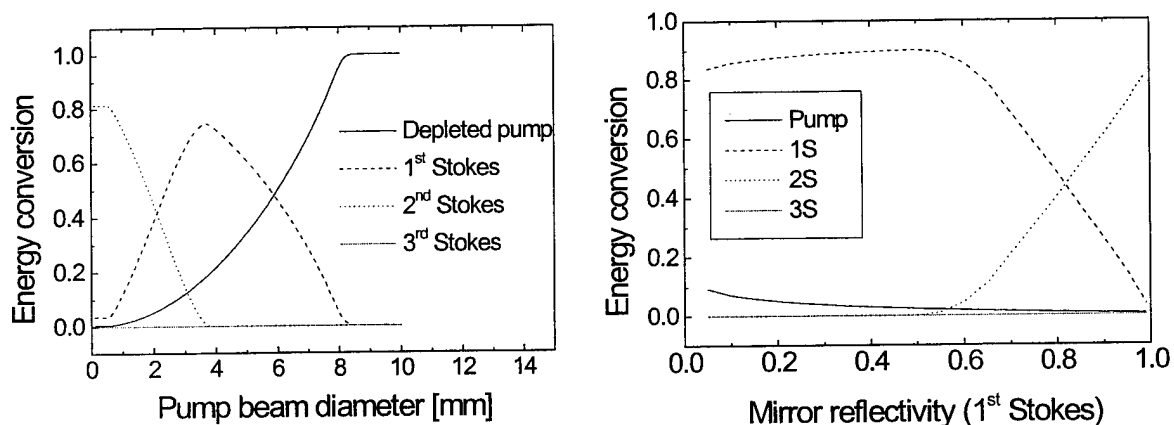 Energy conversion
1.0
0.8
0.6
0.4
0.2
0.0
Depleted pump
1st Stokes
2nd Stokes
3rd Stokes
0 2 4 6 8 10 12 14
Pump beam diameter [mm]
Energy conversion
1.0
0.8
0.6
0.4
0.2
0.0
Pump
1S
2S
3S
0.0 0.2 0.4 0.6 0.8 1.0
Mirror reflectivity (1st Stokes)